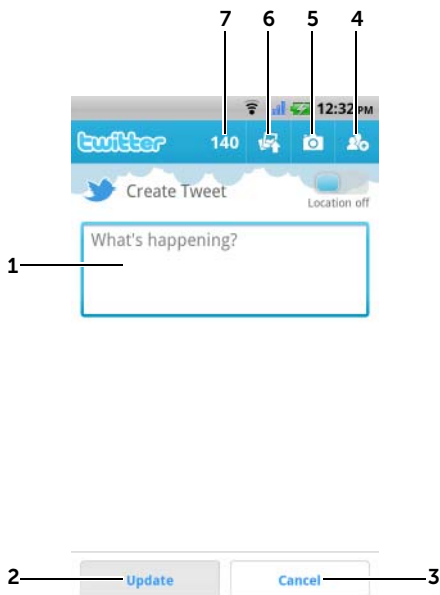 7 6 5 4
12:32 PM
twitter 140
Create Tweet
Location off
What's happening?
1
2 Update Cancel 3